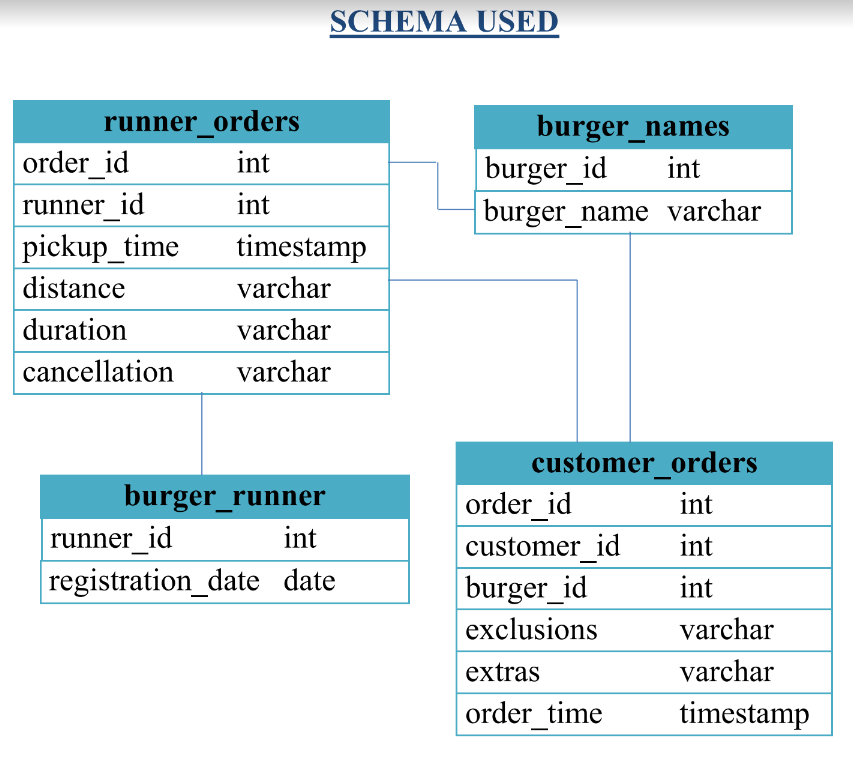 SCHEMA USED
runner_orders
order_id int
runner_id int
pickup_time timestamp
distance varchar
duration varchar
cancellation varchar
burger_names
burger_id int
burger_name varchar
burger_runner
runner_id int
registration_date date
customer_orders
order_id int
customer_id int
burger_id int
exclusions varchar
extras varchar
order_time timestamp